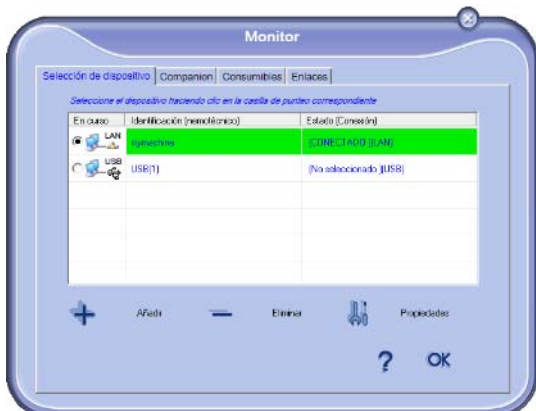 Monitor
Selección de dispositivo Companion Consumibles Enlaces
Seleccione el dispositivo haciendo clic en la casilla de punteo correspondiente
En curso Identificación (nemotécnico) Estado (Conexión)
LAN mymachine [CONECTADO ][LAN]
USB USB(1) [No seleccionado ][USB]
Añadir Eliminar Propiedades
? OK